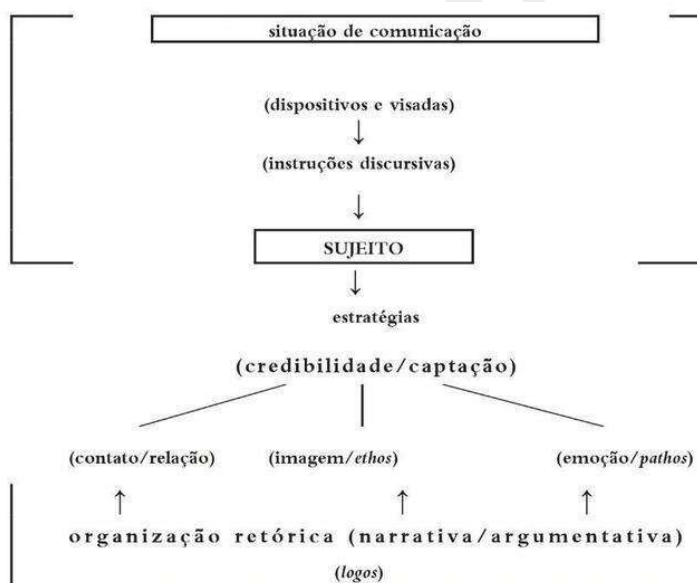 situação de comunicação
(dispositivos e visadas)
(instruções discursivas)
SUJEITO
estratégias
(credibilidade/captação)
(contato/relação) (imagem/ethos) (emoção/pathos)
organização retórica (narrativa/argumentativa)
(logos)